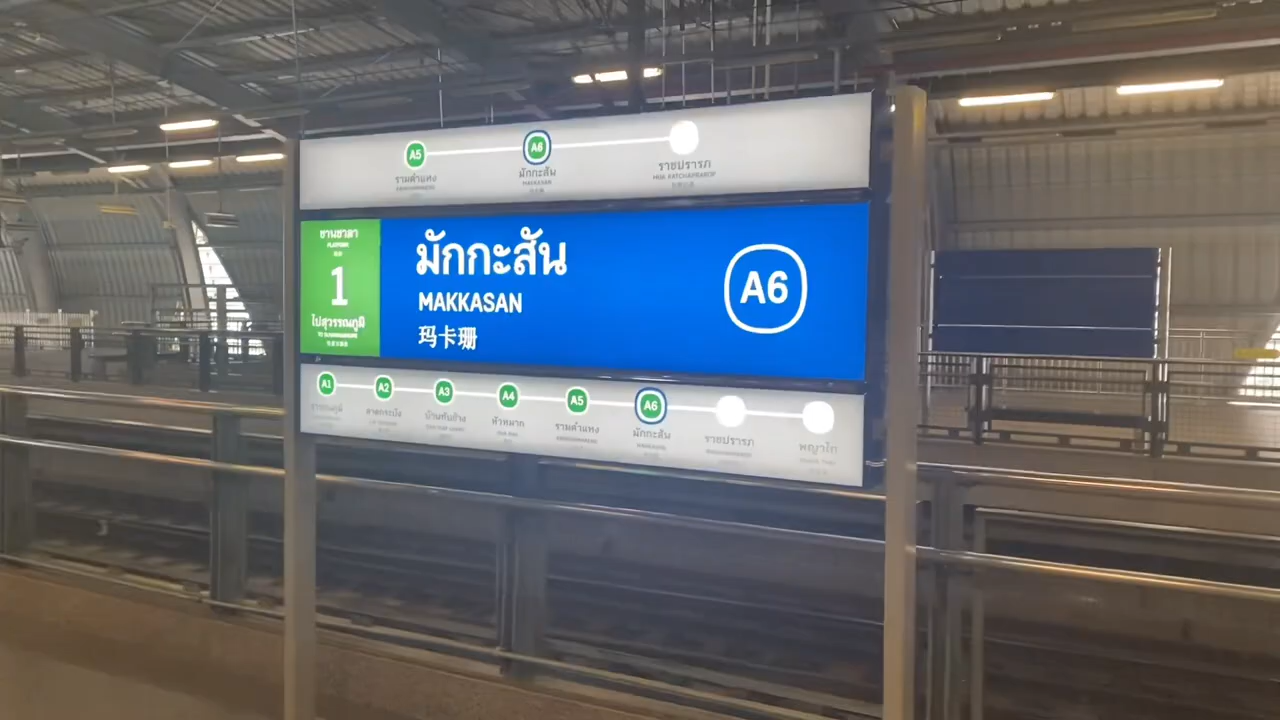 A5 A6
รามคำแหง มักกะสัน ราชปรารภ
MAKKASAN
ชานชาลา
PLATFORM
1
ไปสุวรรณภูมิ
TO SUVARNABHUMI
มักกะสัน
MAKKASAN
玛卡珊
A6
A1 A2 A3 A4 A5 A6
สุวรรณภูมิ ลาดกระบัง บ้านทับช้าง หัวหมาก รามคำแหง มักกะสัน ราชปรารภ พญาไท
MAKKASAN